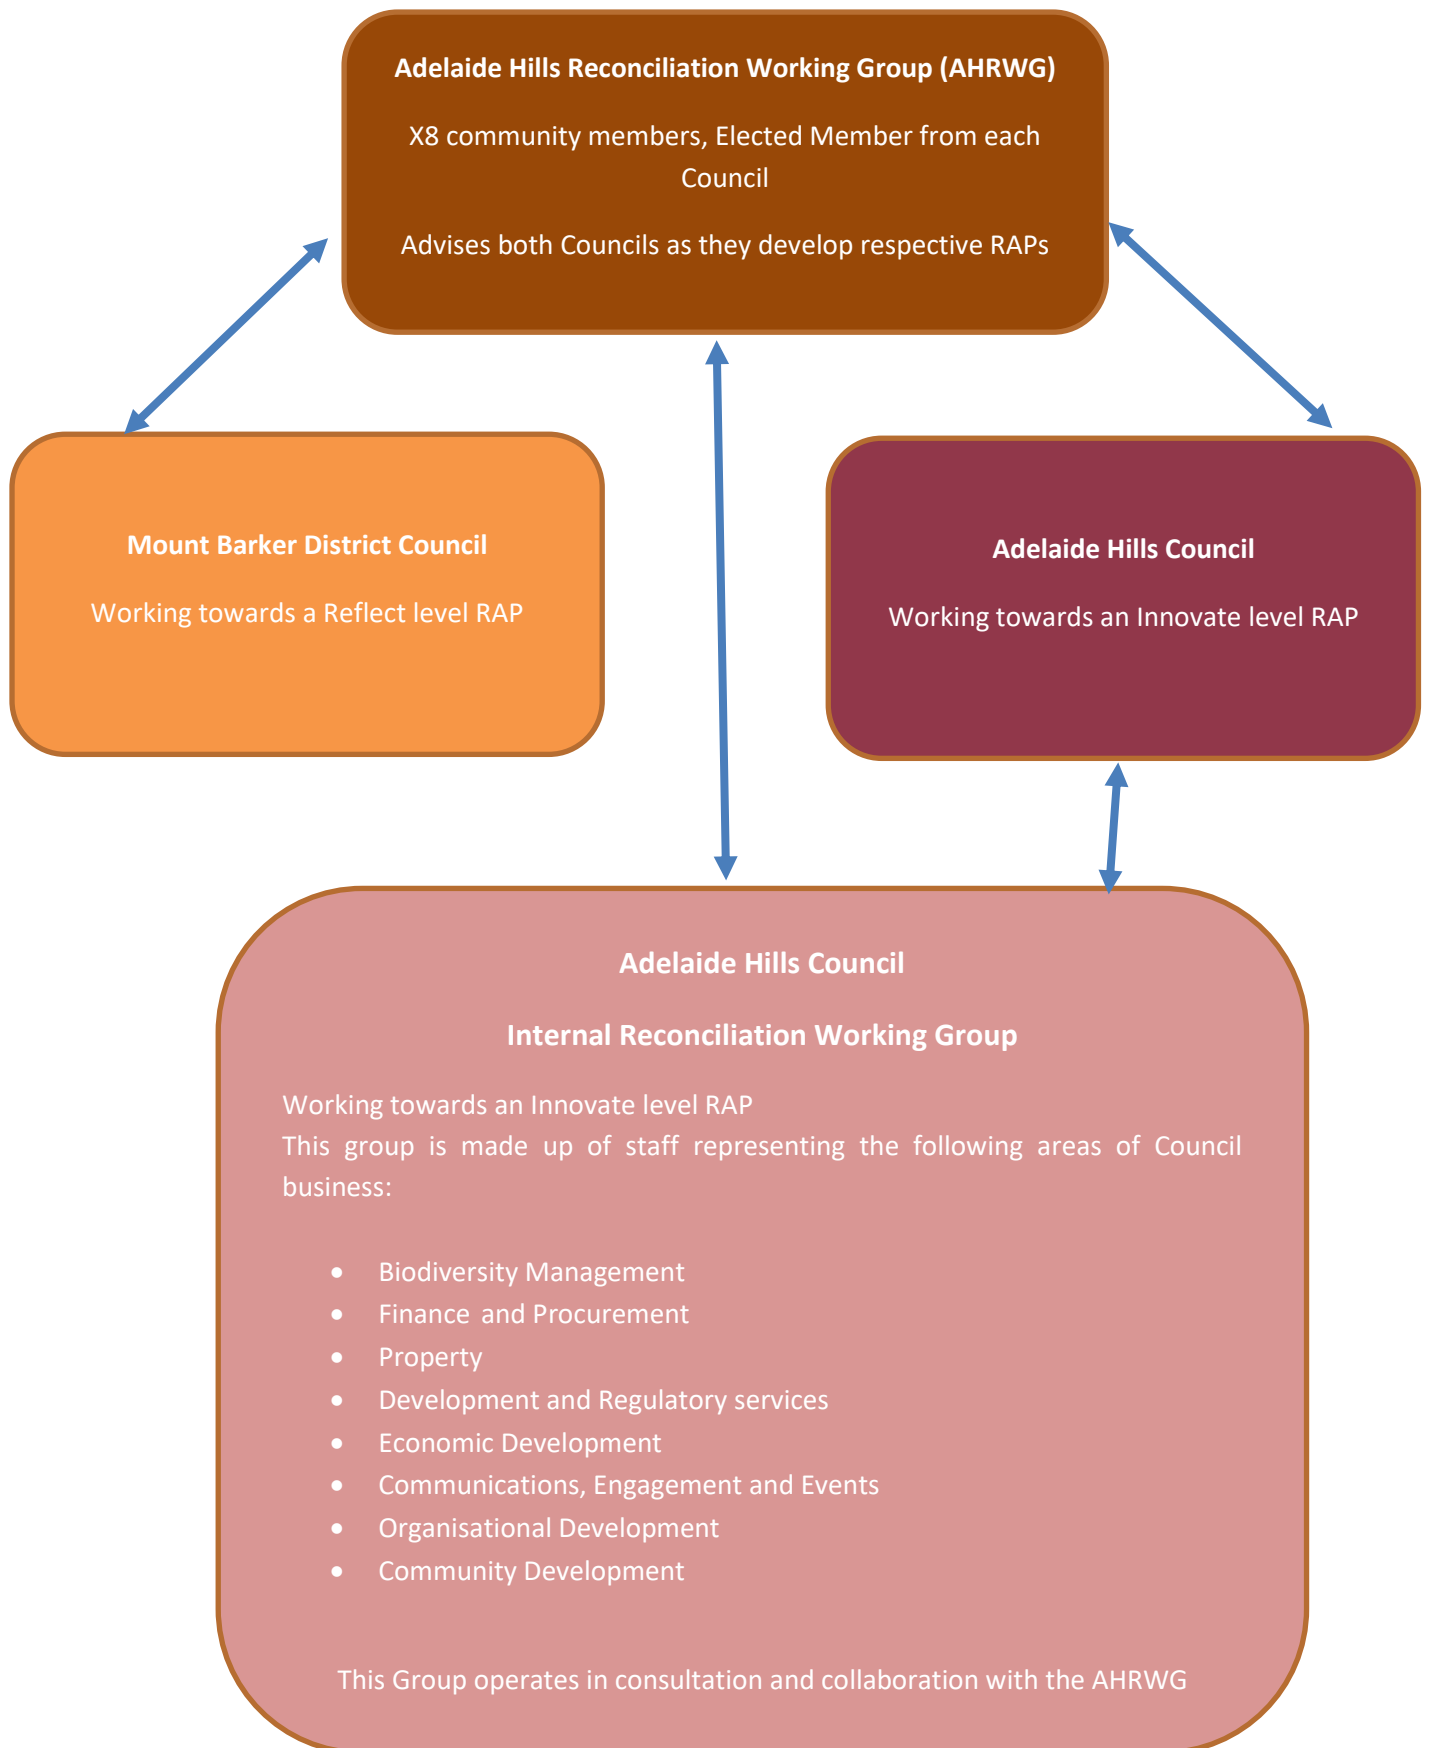 Adelaide Hills Reconciliation Working Group (AHRWG)
X8 community members, Elected Member from each
Council
Advises both Councils as they develop respective RAPs
Mount Barker District Council
Working towards a Reflect level RAP
Adelaide Hills Council
Working towards an Innovate level RAP
Adelaide Hills Council
Internal Reconciliation Working Group
Working towards an Innovate level RAP
This group is made up of staff representing the following areas of Council
business:
• Biodiversity Management
• Finance and Procurement
• Property
• Development and Regulatory services
• Economic Development
• Communications, Engagement and Events
• Organisational Development
• Community Development
This Group operates in consultation and collaboration with the AHRWG